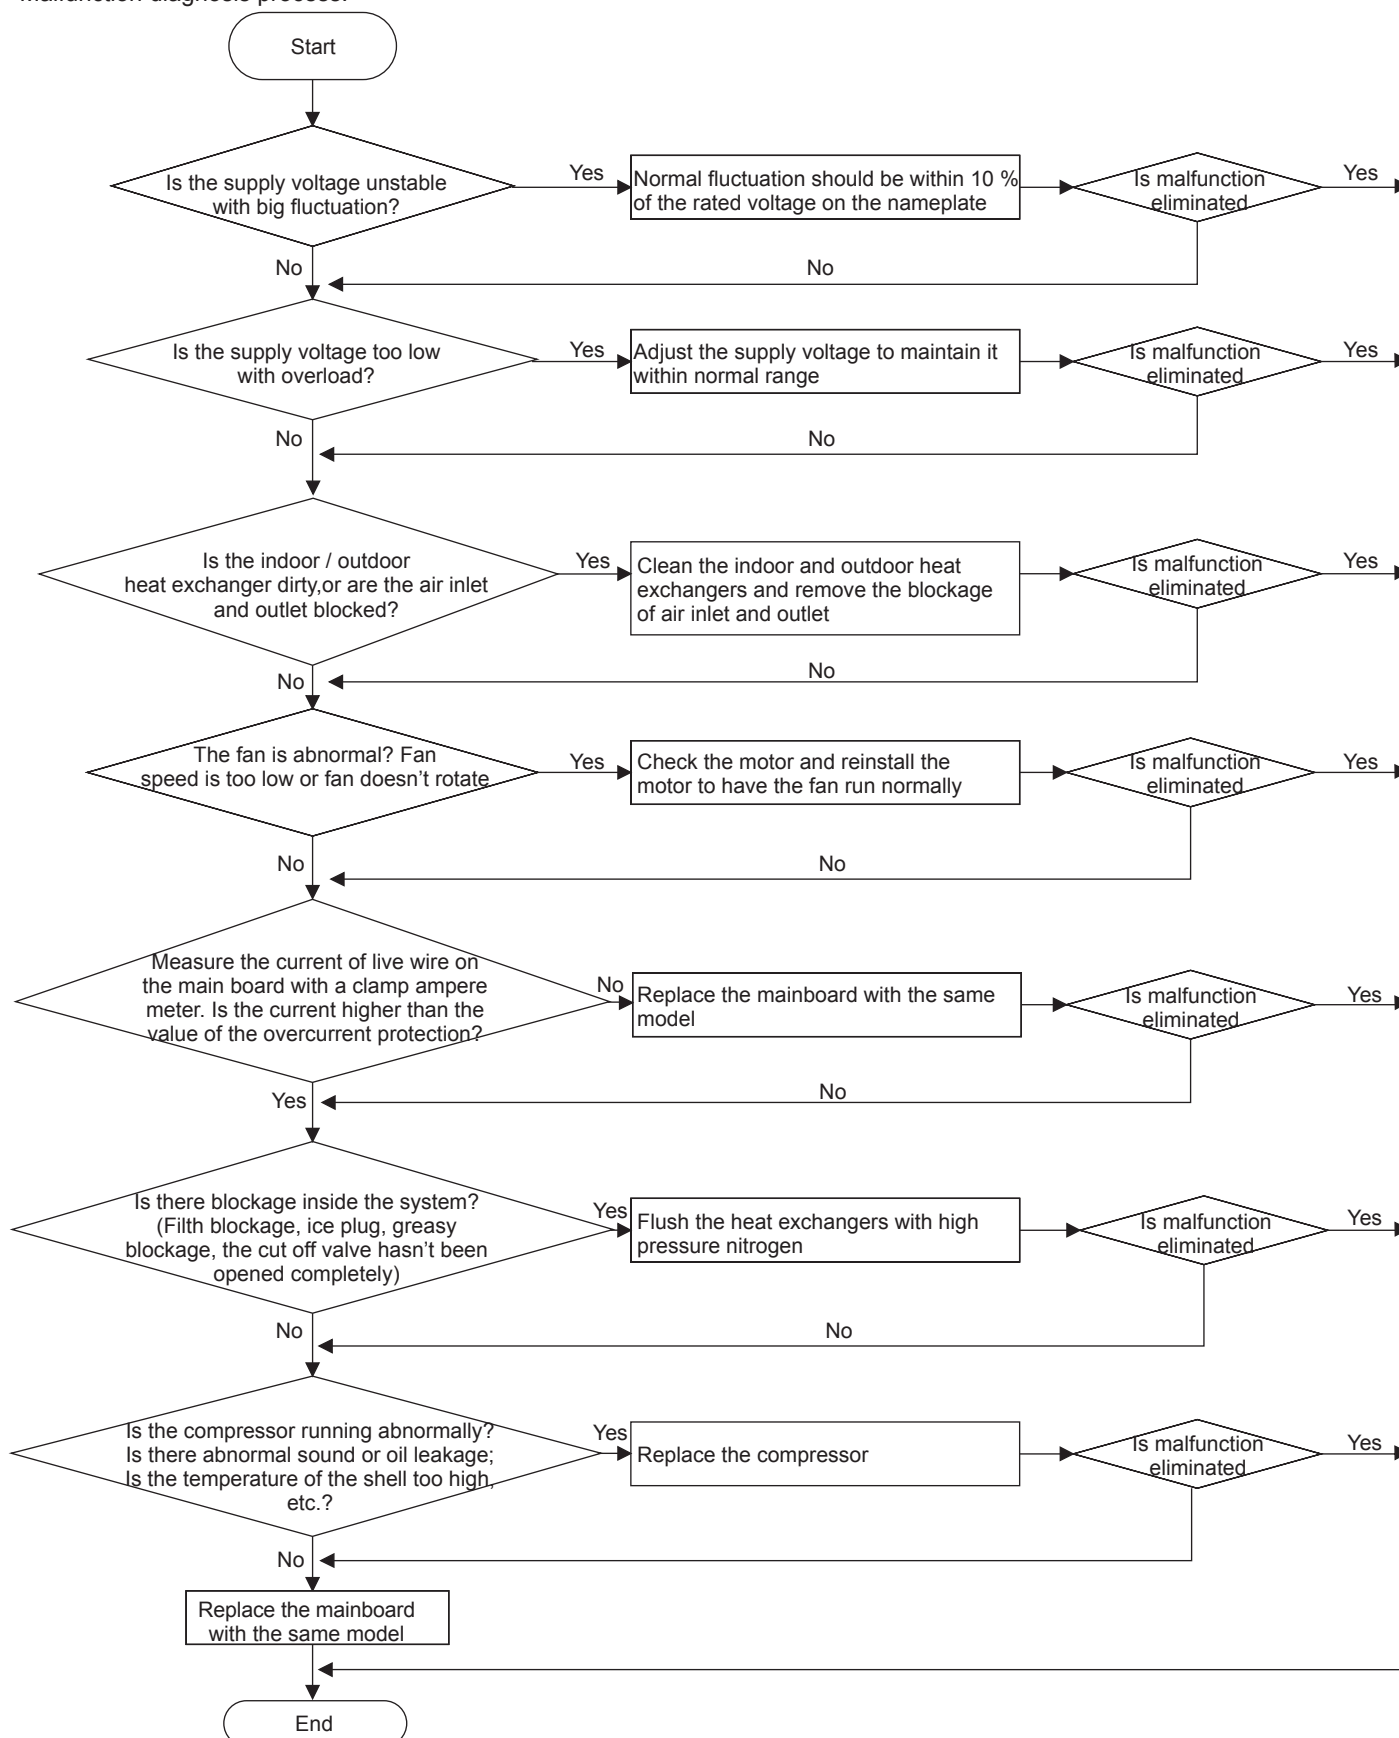 Malfunction diagnosis process:
Start
Is the supply voltage unstable
with big fluctuation?
Yes
Normal fluctuation should be within 10 %
of the rated voltage on the nameplate
Is malfunction
eliminated
Yes
No
No
Is the supply voltage too low
with overload?
Yes
Adjust the supply voltage to maintain it
within normal range
Is malfunction
eliminated
Yes
No
No
Is the indoor / outdoor
heat exchanger dirty,or are the air inlet
and outlet blocked?
Yes
Clean the indoor and outdoor heat
exchangers and remove the blockage
of air inlet and outlet
Is malfunction
eliminated
Yes
No
No
The fan is abnormal? Fan
speed is too low or fan doesn't rotate
Yes
Check the motor and reinstall the
motor to have the fan run normally
Is malfunction
eliminated
Yes
No
No
Measure the current of live wire on
the main board with a clamp ampere
meter. Is the current higher than the
value of the overcurrent protection?
No
Replace the mainboard with the same
model
Is malfunction
eliminated
Yes
Yes
No
Is there blockage inside the system?
(Filth blockage, ice plug, greasy
blockage, the cut off valve hasn't been
opened completely)
Yes
Flush the heat exchangers with high
pressure nitrogen
Is malfunction
eliminated
Yes
No
No
Is the compressor running abnormally?
Is there abnormal sound or oil leakage;
Is the temperature of the shell too high,
etc.?
Yes
Replace the compressor
Is malfunction
eliminated
Yes
No
Replace the mainboard
with the same model
End